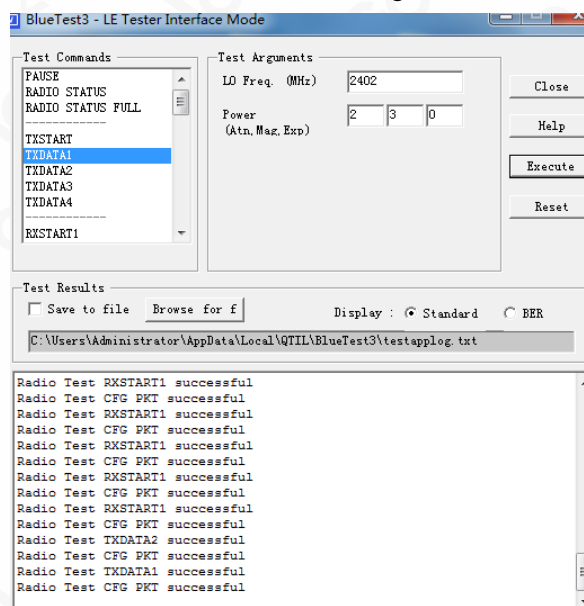 BlueTest3 - LE Tester Interface Mode
Test Commands
PAUSE
RADIO STATUS
RADIO STATUS FULL
------------
TXSTART
TXDATA1
TXDATA2
TXDATA3
TXDATA4
------------
RXSTART1
Test Arguments
LO Freq. (MHz) 2402
Power 2 3 0
(Atn, Mag, Exp)
Close
Help
Execute
Reset
Test Results
Save to file Browse for f Display : Standard BER
C:\Users\Administrator\AppData\Local\QTIL\BlueTest3\testapplog.txt
Radio Test RXSTART1 successful
Radio Test CFG PKT successful
Radio Test RXSTART1 successful
Radio Test CFG PKT successful
Radio Test RXSTART1 successful
Radio Test CFG PKT successful
Radio Test RXSTART1 successful
Radio Test CFG PKT successful
Radio Test RXSTART1 successful
Radio Test CFG PKT successful
Radio Test TXDATA2 successful
Radio Test CFG PKT successful
Radio Test TXDATA1 successful
Radio Test CFG PKT successful